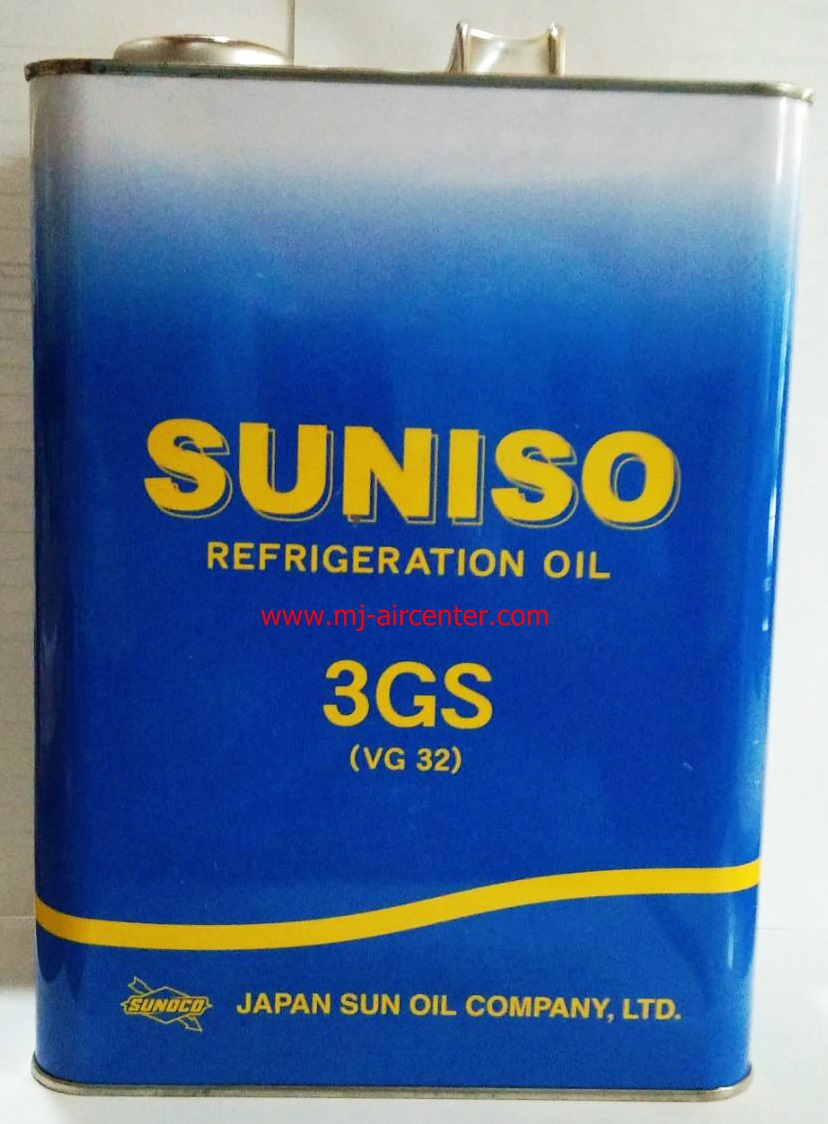 SUNISO
REFRIGERATION OIL
www.mj-aircenter.com
3GS
(VG 32)
SUNOCO
JAPAN SUN OIL COMPANY, LTD.